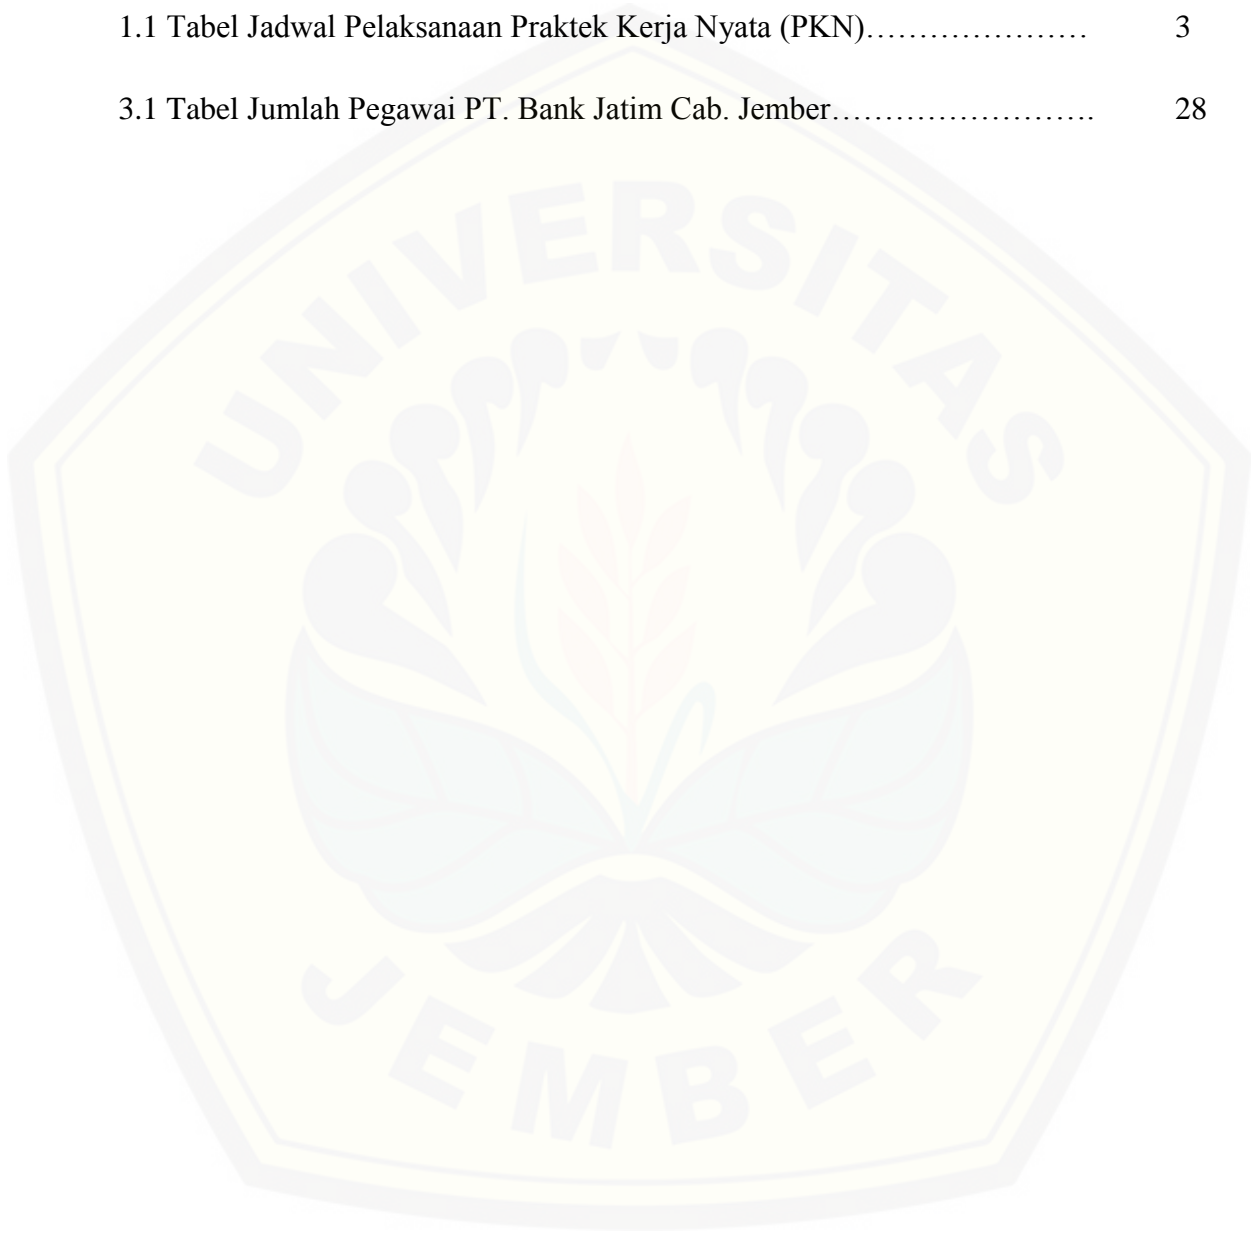 1.1 Tabel Jadwal Pelaksanaan Praktek Kerja Nyata (PKN)………………… 3
3.1 Tabel Jumlah Pegawai PT. Bank Jatim Cab. Jember……………………. 28
UNIVERSITAS
JEMBER